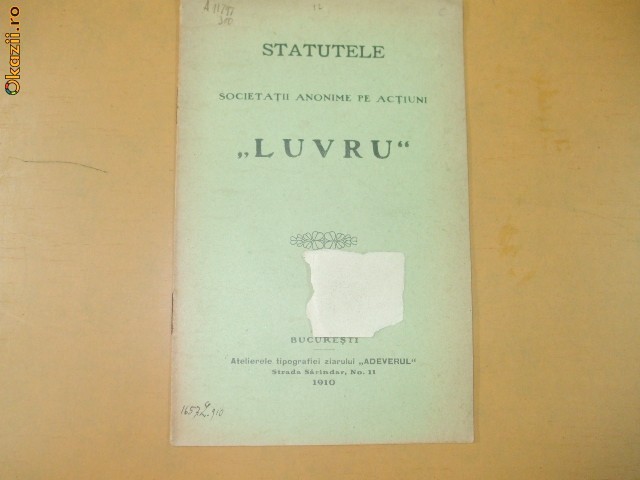 Okazii.ro
STATUTELE
SOCIETAȚII ANONIME PE ACȚIUNI
„LUVRU“
BUCUREȘTI
Atelierele tipografiei ziarului „ADEVERUL“
Strada Sărindar, No. 11
1910